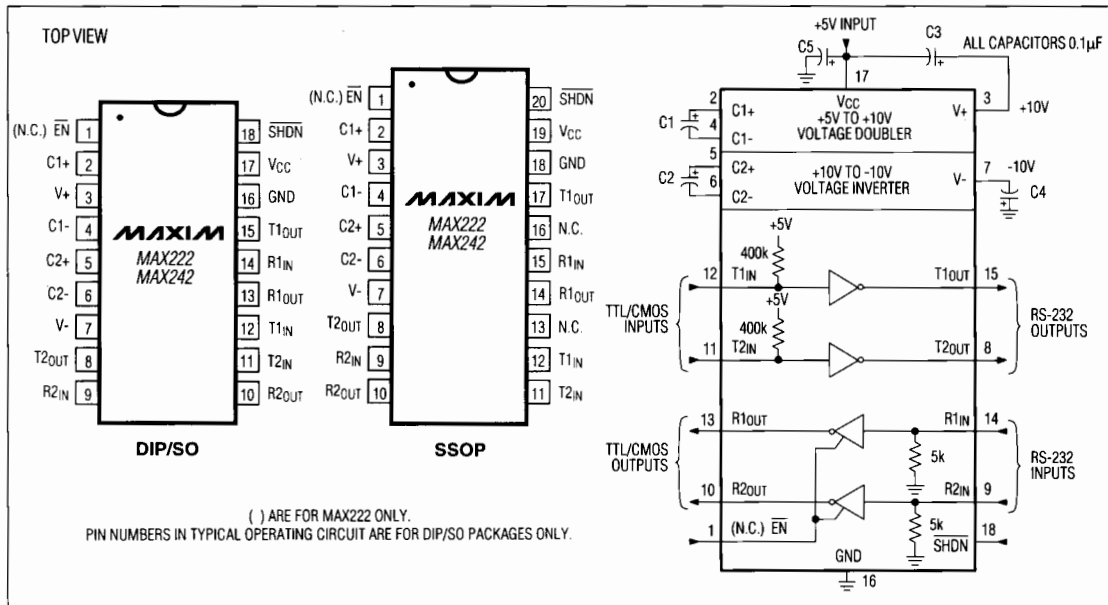 TOP VIEW
(N.C.) EN 1
C1+ 2
V+ 3
C1- 4
C2+ 5
C2- 6
V- 7
T2OUT 8
R2IN 9
18 SHDN
17 VCC
16 GND
15 T1OUT
14 R1IN
13 R1OUT
12 T1IN
11 T2IN
10 R2OUT
MAXIM
MAX222
MAX242
DIP/SO
(N.C.) EN 1
C1+ 2
V+ 3
C1- 4
C2+ 5
C2- 6
V- 7
T2OUT 8
R2IN 9
R2OUT 10
20 SHDN
19 VCC
18 GND
17 T1OUT
16 N.C.
15 R1IN
14 R1OUT
13 N.C.
12 T1IN
11 T2IN
MAXIM
MAX222
MAX242
SSOP
( ) ARE FOR MAX222 ONLY.
PIN NUMBERS IN TYPICAL OPERATING CIRCUIT ARE FOR DIP/SO PACKAGES ONLY.
+5V INPUT
C3
ALL CAPACITORS 0.1µF
C5
17
VCC
2 C1+
+5V TO +10V
VOLTAGE DOUBLER
V+ 3
+10V
C1
4 C1-
5 C2+
+10V TO -10V
VOLTAGE INVERTER
V- 7
-10V
C2
6 C2-
C4
+5V
400k
12 T1IN
T1OUT 15
+5V
TTL/CMOS
INPUTS
RS-232
OUTPUTS
400k
11 T2IN
T2OUT 8
13 R1OUT
R1IN 14
5k
TTL/CMOS
OUTPUTS
RS-232
INPUTS
10 R2OUT
R2IN 9
5k
1 (N.C.) EN
SHDN 18
GND
16